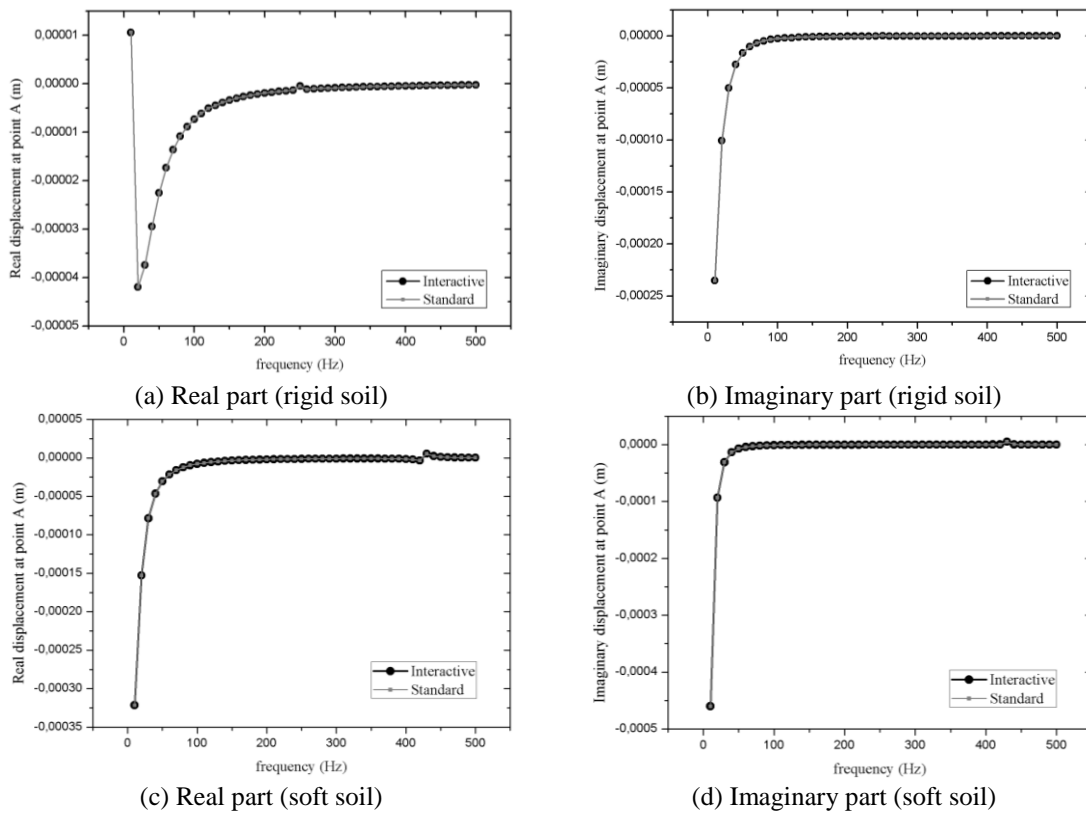 0,00001
0,00000
-0,00001
-0,00002
-0,00003
-0,00004
-0,00005
Real displacement at point A (m)
Interactive
Standard
0 100 200 300 400 500
frequency (Hz)
(a) Real part (rigid soil)
0,00000
-0,00005
-0,00010
-0,00015
-0,00020
-0,00025
Imaginary displacement at point A (m)
Interactive
Standard
0 100 200 300 400 500
frequency (Hz)
(b) Imaginary part (rigid soil)
0,00005
0,00000
-0,00005
-0,00010
-0,00015
-0,00020
-0,00025
-0,00030
-0,00035
Real displacement at point A (m)
Interactive
Standard
0 100 200 300 400 500
frequency (Hz)
(c) Real part (soft soil)
0,0000
-0,0001
-0,0002
-0,0003
-0,0004
-0,0005
Imaginary displacement at point A (m)
Interactive
Standard
0 100 200 300 400 500
frequency (Hz)
(d) Imaginary part (soft soil)